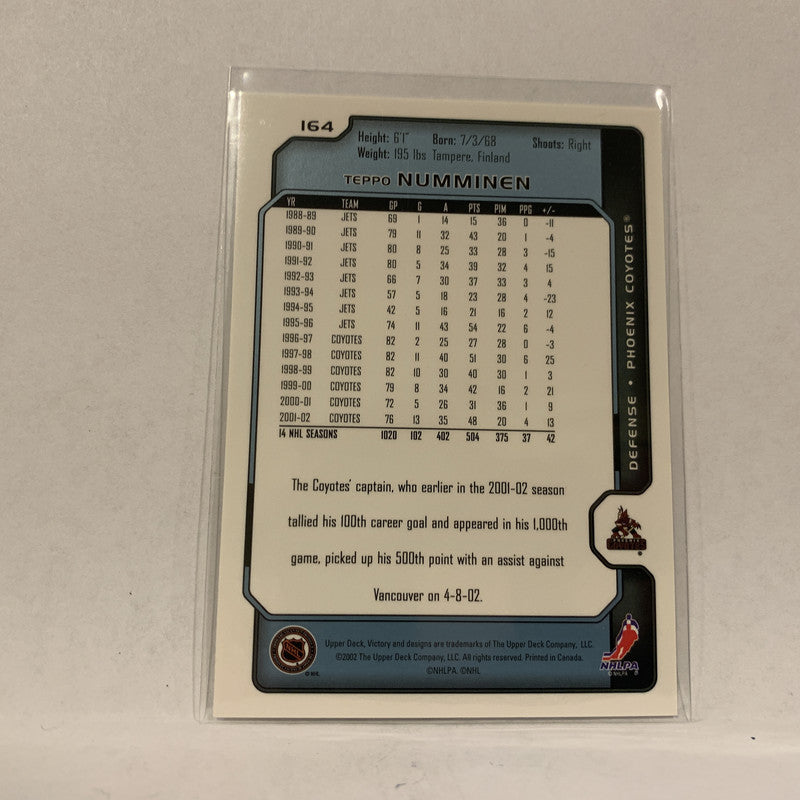 164
Height: 6'1" Born: 7/3/68 Shoots: Right
Weight: 195 lbs Tampere, Finland
TEPPO NUMMINEN
YR TEAM GP G A PTS PIM PPG +/-
1988-89 JETS 69 1 14 15 36 0 -11
1989-90 JETS 79 11 32 43 20 1 -4
1990-91 JETS 80 8 25 33 28 3 -15
1991-92 JETS 80 5 34 39 32 4 15
1992-93 JETS 66 7 30 37 33 3 4
1993-94 JETS 57 5 18 23 28 4 -23
1994-95 JETS 42 5 16 21 16 2 12
1995-96 JETS 74 11 43 54 22 6 -4
1996-97 COYOTES 82 2 25 27 28 0 -3
1997-98 COYOTES 82 11 40 51 30 6 25
1998-99 COYOTES 82 10 30 40 30 1 3
1999-00 COYOTES 79 8 34 42 16 2 21
2000-01 COYOTES 72 5 26 31 36 1 9
2001-02 COYOTES 76 13 35 48 20 4 13
14 NHL SEASONS 1020 102 402 504 375 37 42
The Coyotes' captain, who earlier in the 2001-02 season
tallied his 100th career goal and appeared in his 1,000th
game, picked up his 500th point with an assist against
Vancouver on 4-8-02.
DEFENSE • PHOENIX COYOTES®
PHOENIX
COYOTES
®
NHL
©NHL
Upper Deck, Victory and designs are trademarks of The Upper Deck Company, LLC.
©2002 The Upper Deck Company, LLC. All rights reserved. Printed in Canada.
©NHLPA. ©NHL
NHLPA
©NHLPA ®